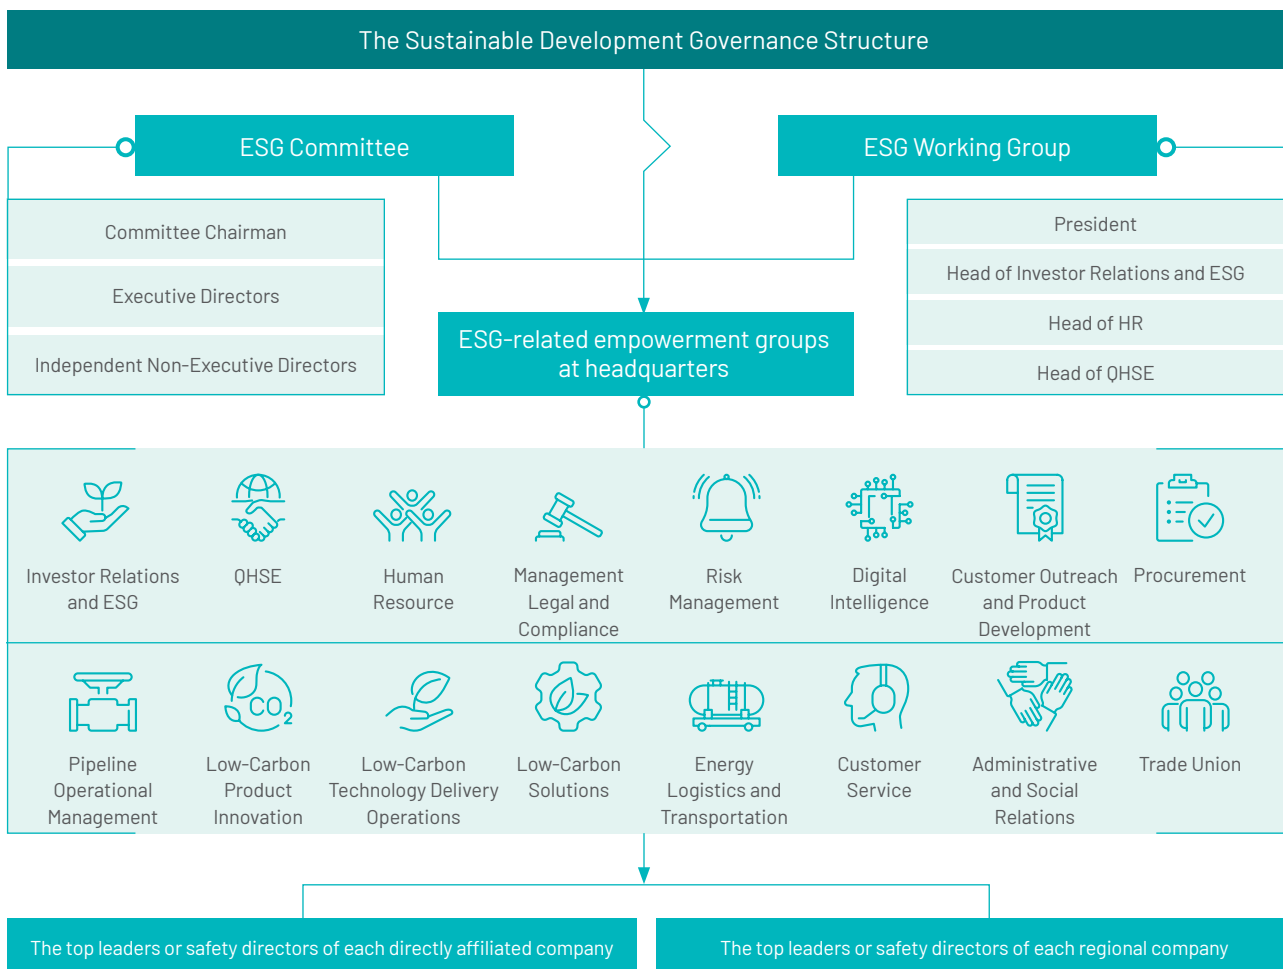 The Sustainable Development Governance Structure
ESG Committee
ESG Working Group
Committee Chairman
Executive Directors
Independent Non-Executive Directors
President
Head of Investor Relations and ESG
Head of HR
Head of QHSE
ESG-related empowerment groups
at headquarters
Investor Relations
and ESG
QHSE
Human
Resource
Management
Legal and
Compliance
Risk
Management
Digital
Intelligence
Customer Outreach
and Product
Development
Procurement
Pipeline
Operational
Management
CO₂
Low-Carbon
Product
Innovation
Low-Carbon
Technology Delivery
Operations
Low-Carbon
Solutions
Energy
Logistics and
Transportation
Customer
Service
Administrative
and Social
Relations
Trade Union
The top leaders or safety directors of each directly affiliated company
The top leaders or safety directors of each regional company